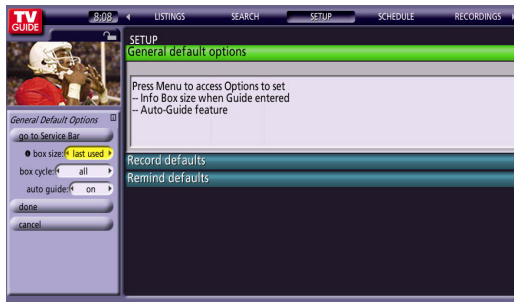 TV
GUIDE
8:08
LISTINGS
SEARCH
SETUP
SCHEDULE
RECORDINGS
SETUP
General default options
Press Menu to access Options to set
-- Info Box size when Guide entered
-- Auto-Guide feature
Record defaults
Remind defaults
General Default Options
go to Service Bar
box size: last used
box cycle: all
auto guide: on
done
cancel